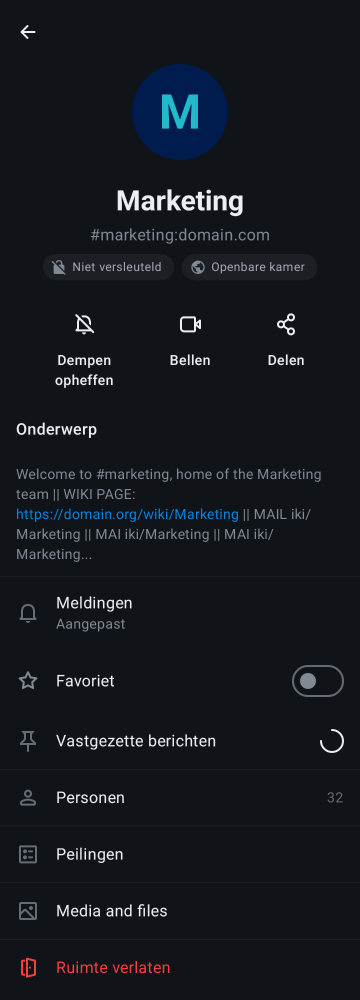 M
Marketing
#marketing:domain.com
Niet versleuteld
Openbare kamer
Dempen opheffen
Bellen
Delen
Onderwerp
Welcome to #marketing, home of the Marketing
team || WIKI PAGE:
https://domain.org/wiki/Marketing || MAIL iki/
Marketing || MAI iki/Marketing || MAI iki/
Marketing...
Meldingen
Aangepast
Favoriet
Vastgezette berichten
Personen 32
Peilingen
Media and files
Ruimte verlaten